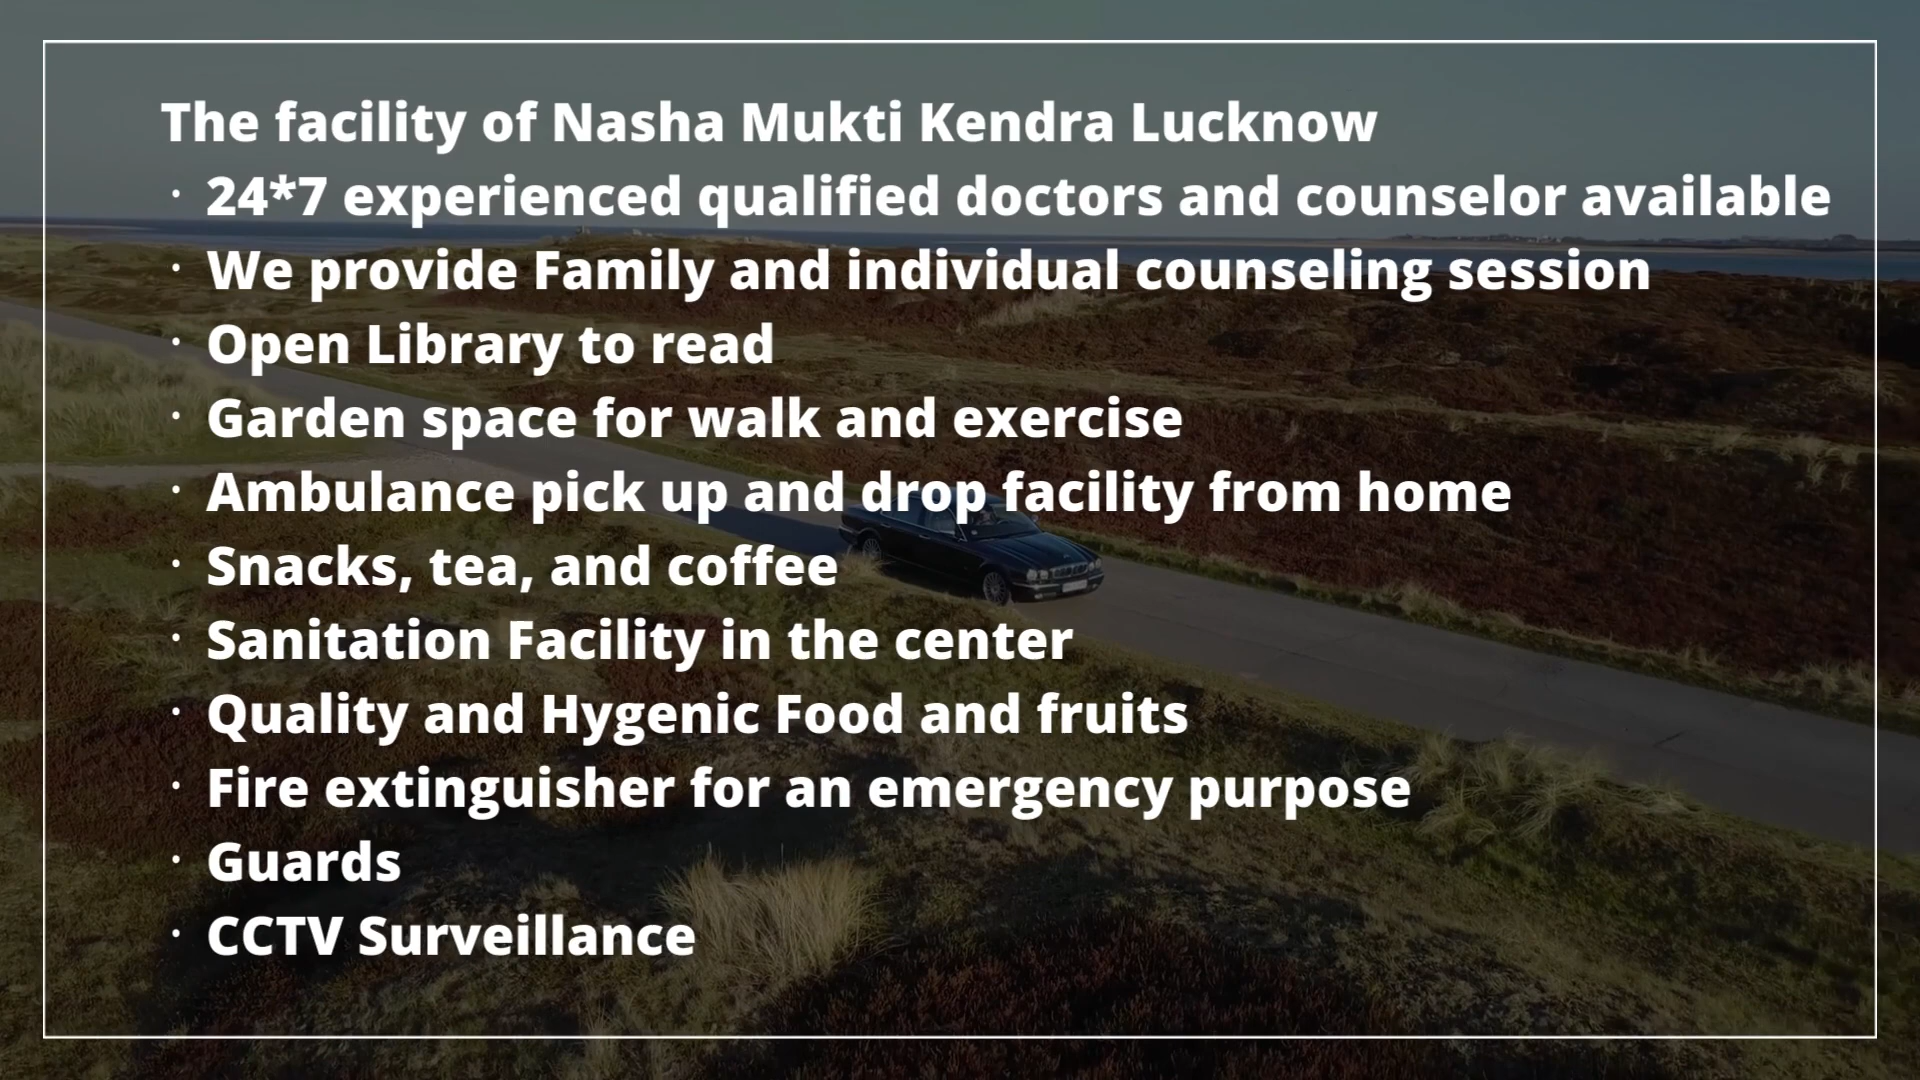 The facility of Nasha Mukti Kendra Lucknow
· 24*7 experienced qualified doctors and counselor available
· We provide Family and individual counseling session
· Open Library to read
· Garden space for walk and exercise
· Ambulance pick up and drop facility from home
· Snacks, tea, and coffee
· Sanitation Facility in the center
· Quality and Hygenic Food and fruits
· Fire extinguisher for an emergency purpose
· Guards
· CCTV Surveillance